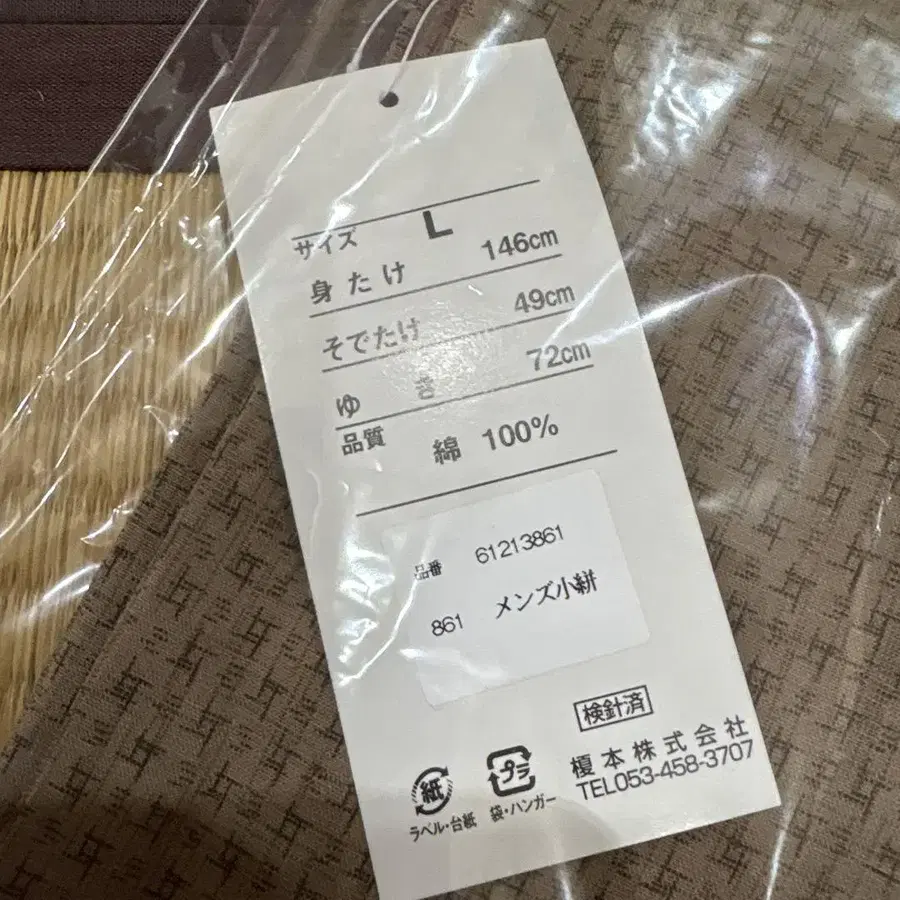 サイズ L
身たけ 146cm
そでたけ 49cm
ゆき 72cm
品質 綿 100%
品番 61213861
861 メンズ小絣
検針済
榎本株式会社
TEL053-458-3707
紙
ラベル・台紙
プラ
袋・ハンガー